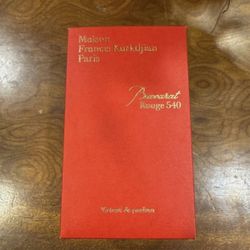 Maison
Francis Kurkdjian
Paris
Baccarat
Rouge 540
Extrait de parfum